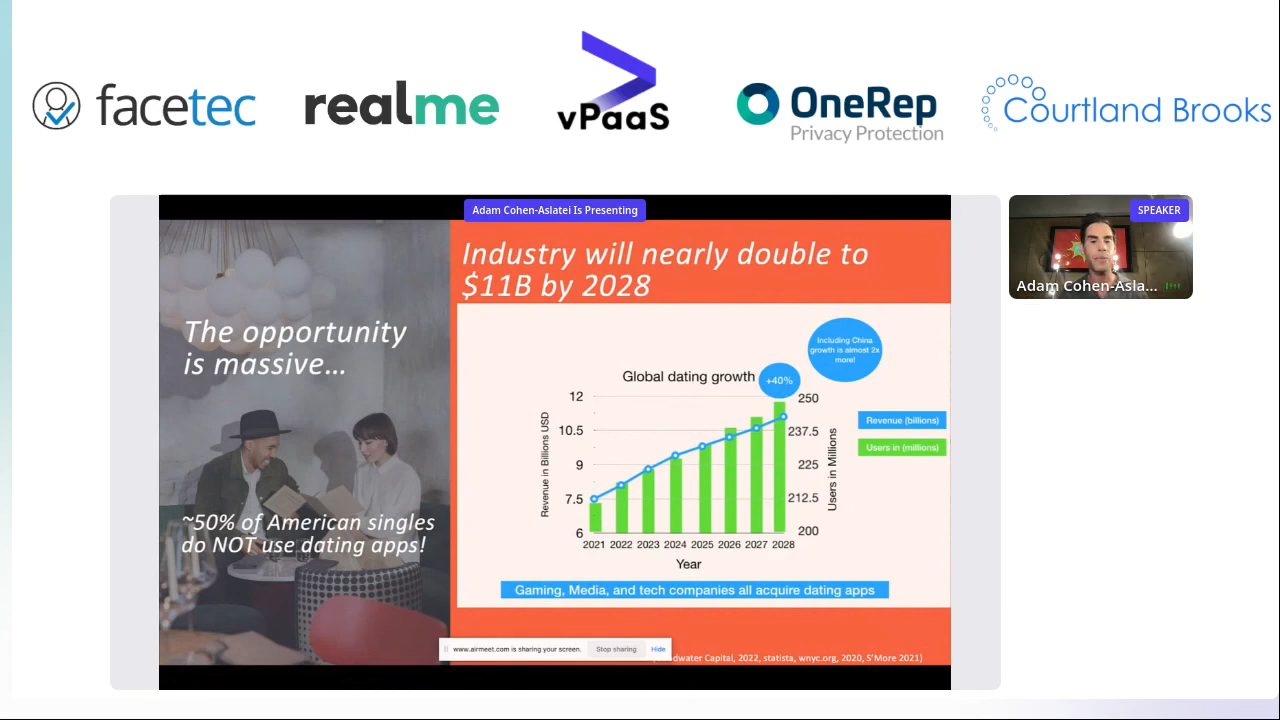 facetec
realme
vPaaS
OneRep
Privacy Protection
Courtland Brooks
Adam Cohen-Aslatei Is Presenting
SPEAKER
Adam Cohen-Asla...
The opportunity
is massive...
~50% of American singles
do NOT use dating apps!
Industry will nearly double to
$11B by 2028
Including China
growth is almost 2x
more!
Global dating growth
+40%
12
10.5
9
7.5
6
Revenue in Billions USD
250
237.5
225
212.5
200
Users in Millions
Revenue (billions)
Users in (millions)
2021 2022 2023 2024 2025 2026 2027 2028
Year
Gaming, Media, and tech companies all acquire dating apps
www.airmeet.com is sharing your screen.
Stop sharing
Hide
Capital, 2022, statista, wnyc.org, 2020, S'More 2021)